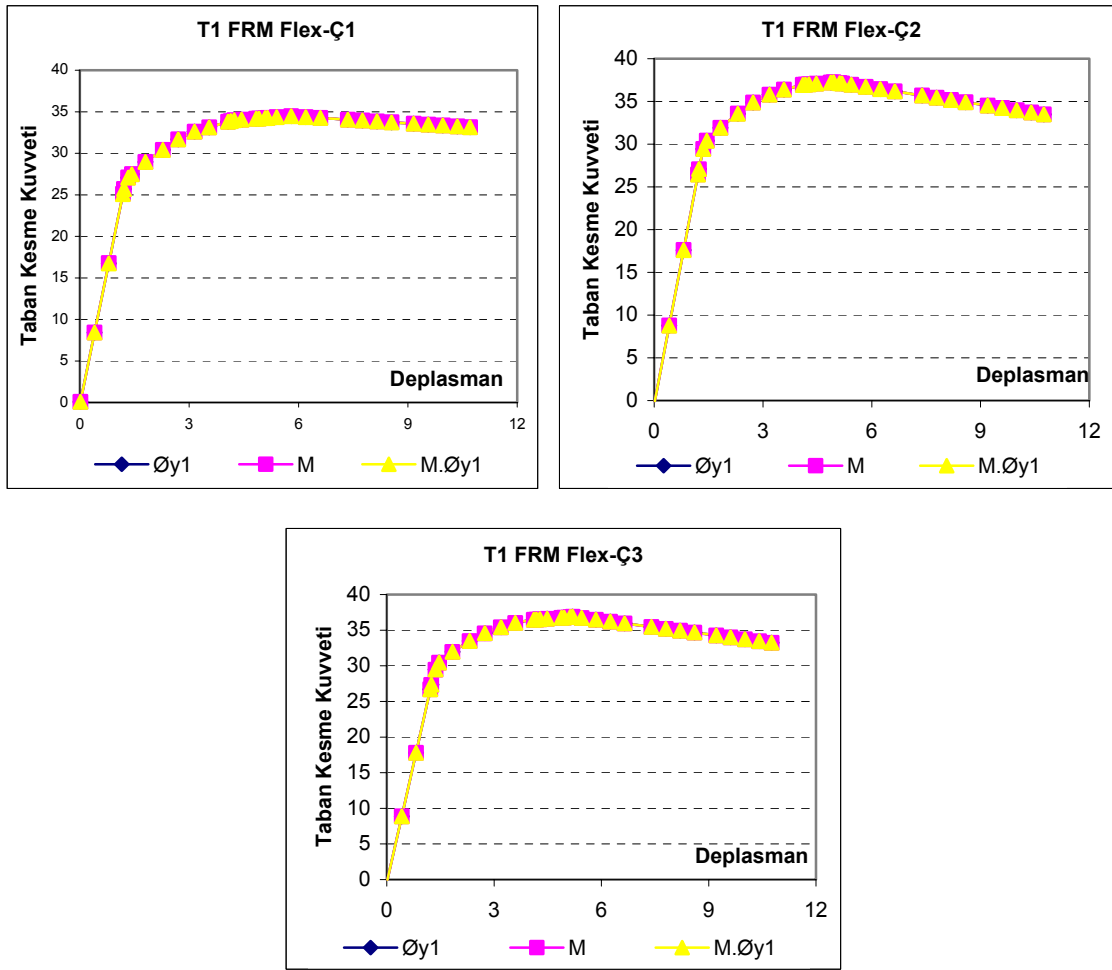 T1 FRM Flex-Ç1
40
35
30
25
20
15
10
5
0
Taban Kesme Kuvveti
Deplasman
0 3 6 9 12
Øy1 M M.Øy1
T1 FRM Flex-Ç2
40
35
30
25
20
15
10
5
0
Taban Kesme Kuvveti
Deplasman
0 3 6 9 12
Øy1 M M.Øy1
T1 FRM Flex-Ç3
40
35
30
25
20
15
10
5
0
Taban Kesme Kuvveti
Deplasman
0 3 6 9 12
Øy1 M M.Øy1